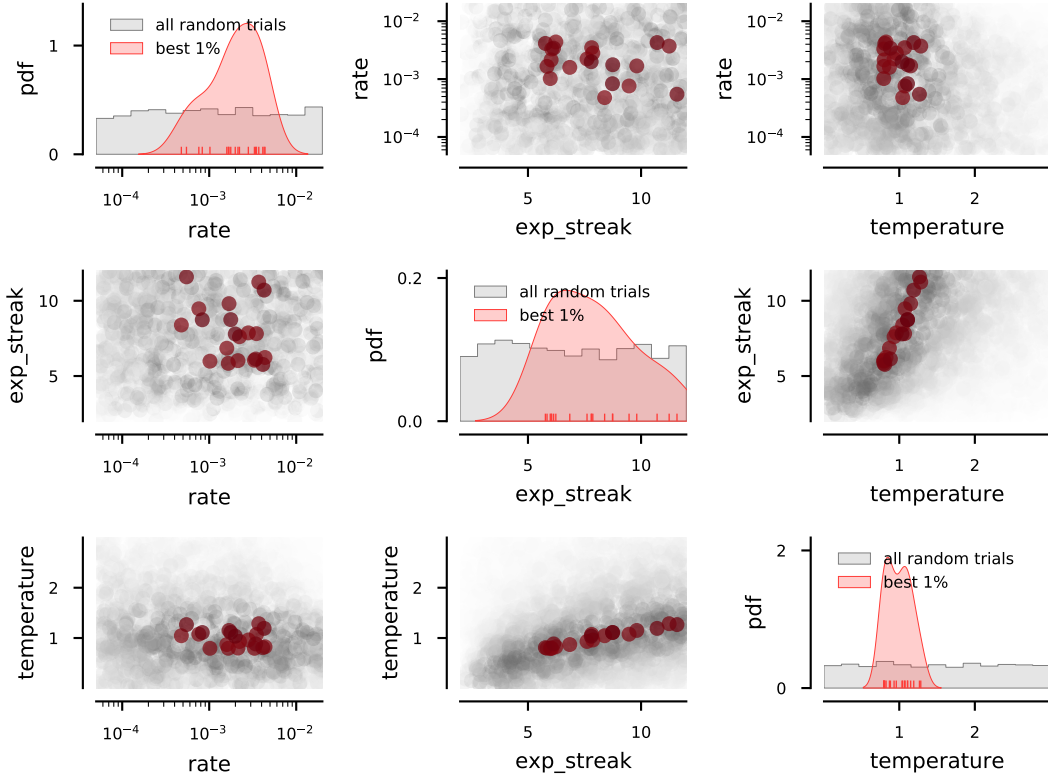 pdf
1
0
all random trials
best 1%
10⁻⁴ 10⁻³ 10⁻²
rate
rate
10⁻²
10⁻³
10⁻⁴
5 10
exp_streak
rate
10⁻²
10⁻³
10⁻⁴
1 2
temperature
exp_streak
10
5
10⁻⁴ 10⁻³ 10⁻²
rate
pdf
0.2
0.0
all random trials
best 1%
5 10
exp_streak
exp_streak
10
5
1 2
temperature
temperature
2
1
10⁻⁴ 10⁻³ 10⁻²
rate
temperature
2
1
5 10
exp_streak
pdf
2
0
all random trials
best 1%
1 2
temperature